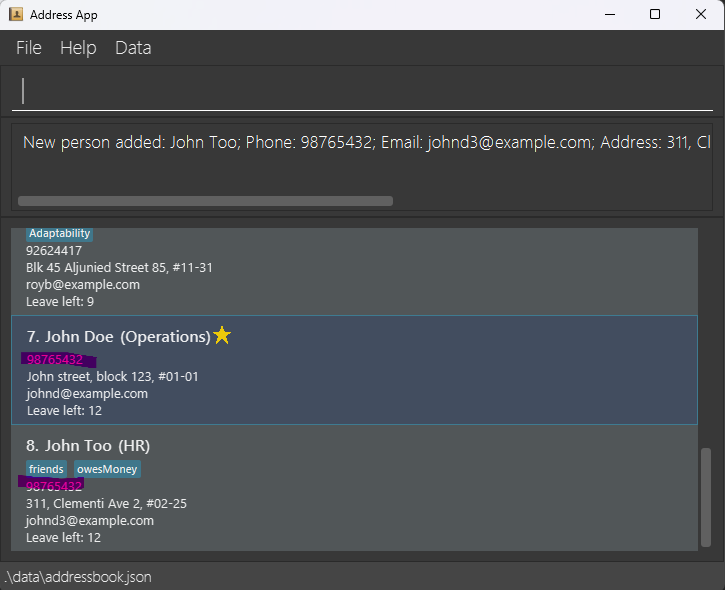 Address App
File Help Data
New person added: John Too; Phone: 98765432; Email: johnd3@example.com; Address: 311, Cl
Adaptability
92624417
Blk 45 Aljunied Street 85, #11-31
royb@example.com
Leave left: 9
7. John Doe (Operations)
98765432
John street, block 123, #01-01
johnd@example.com
Leave left: 12
8. John Too (HR)
friends owesMoney
98765432
311, Clementi Ave 2, #02-25
johnd3@example.com
Leave left: 12
.\data\addressbook.json